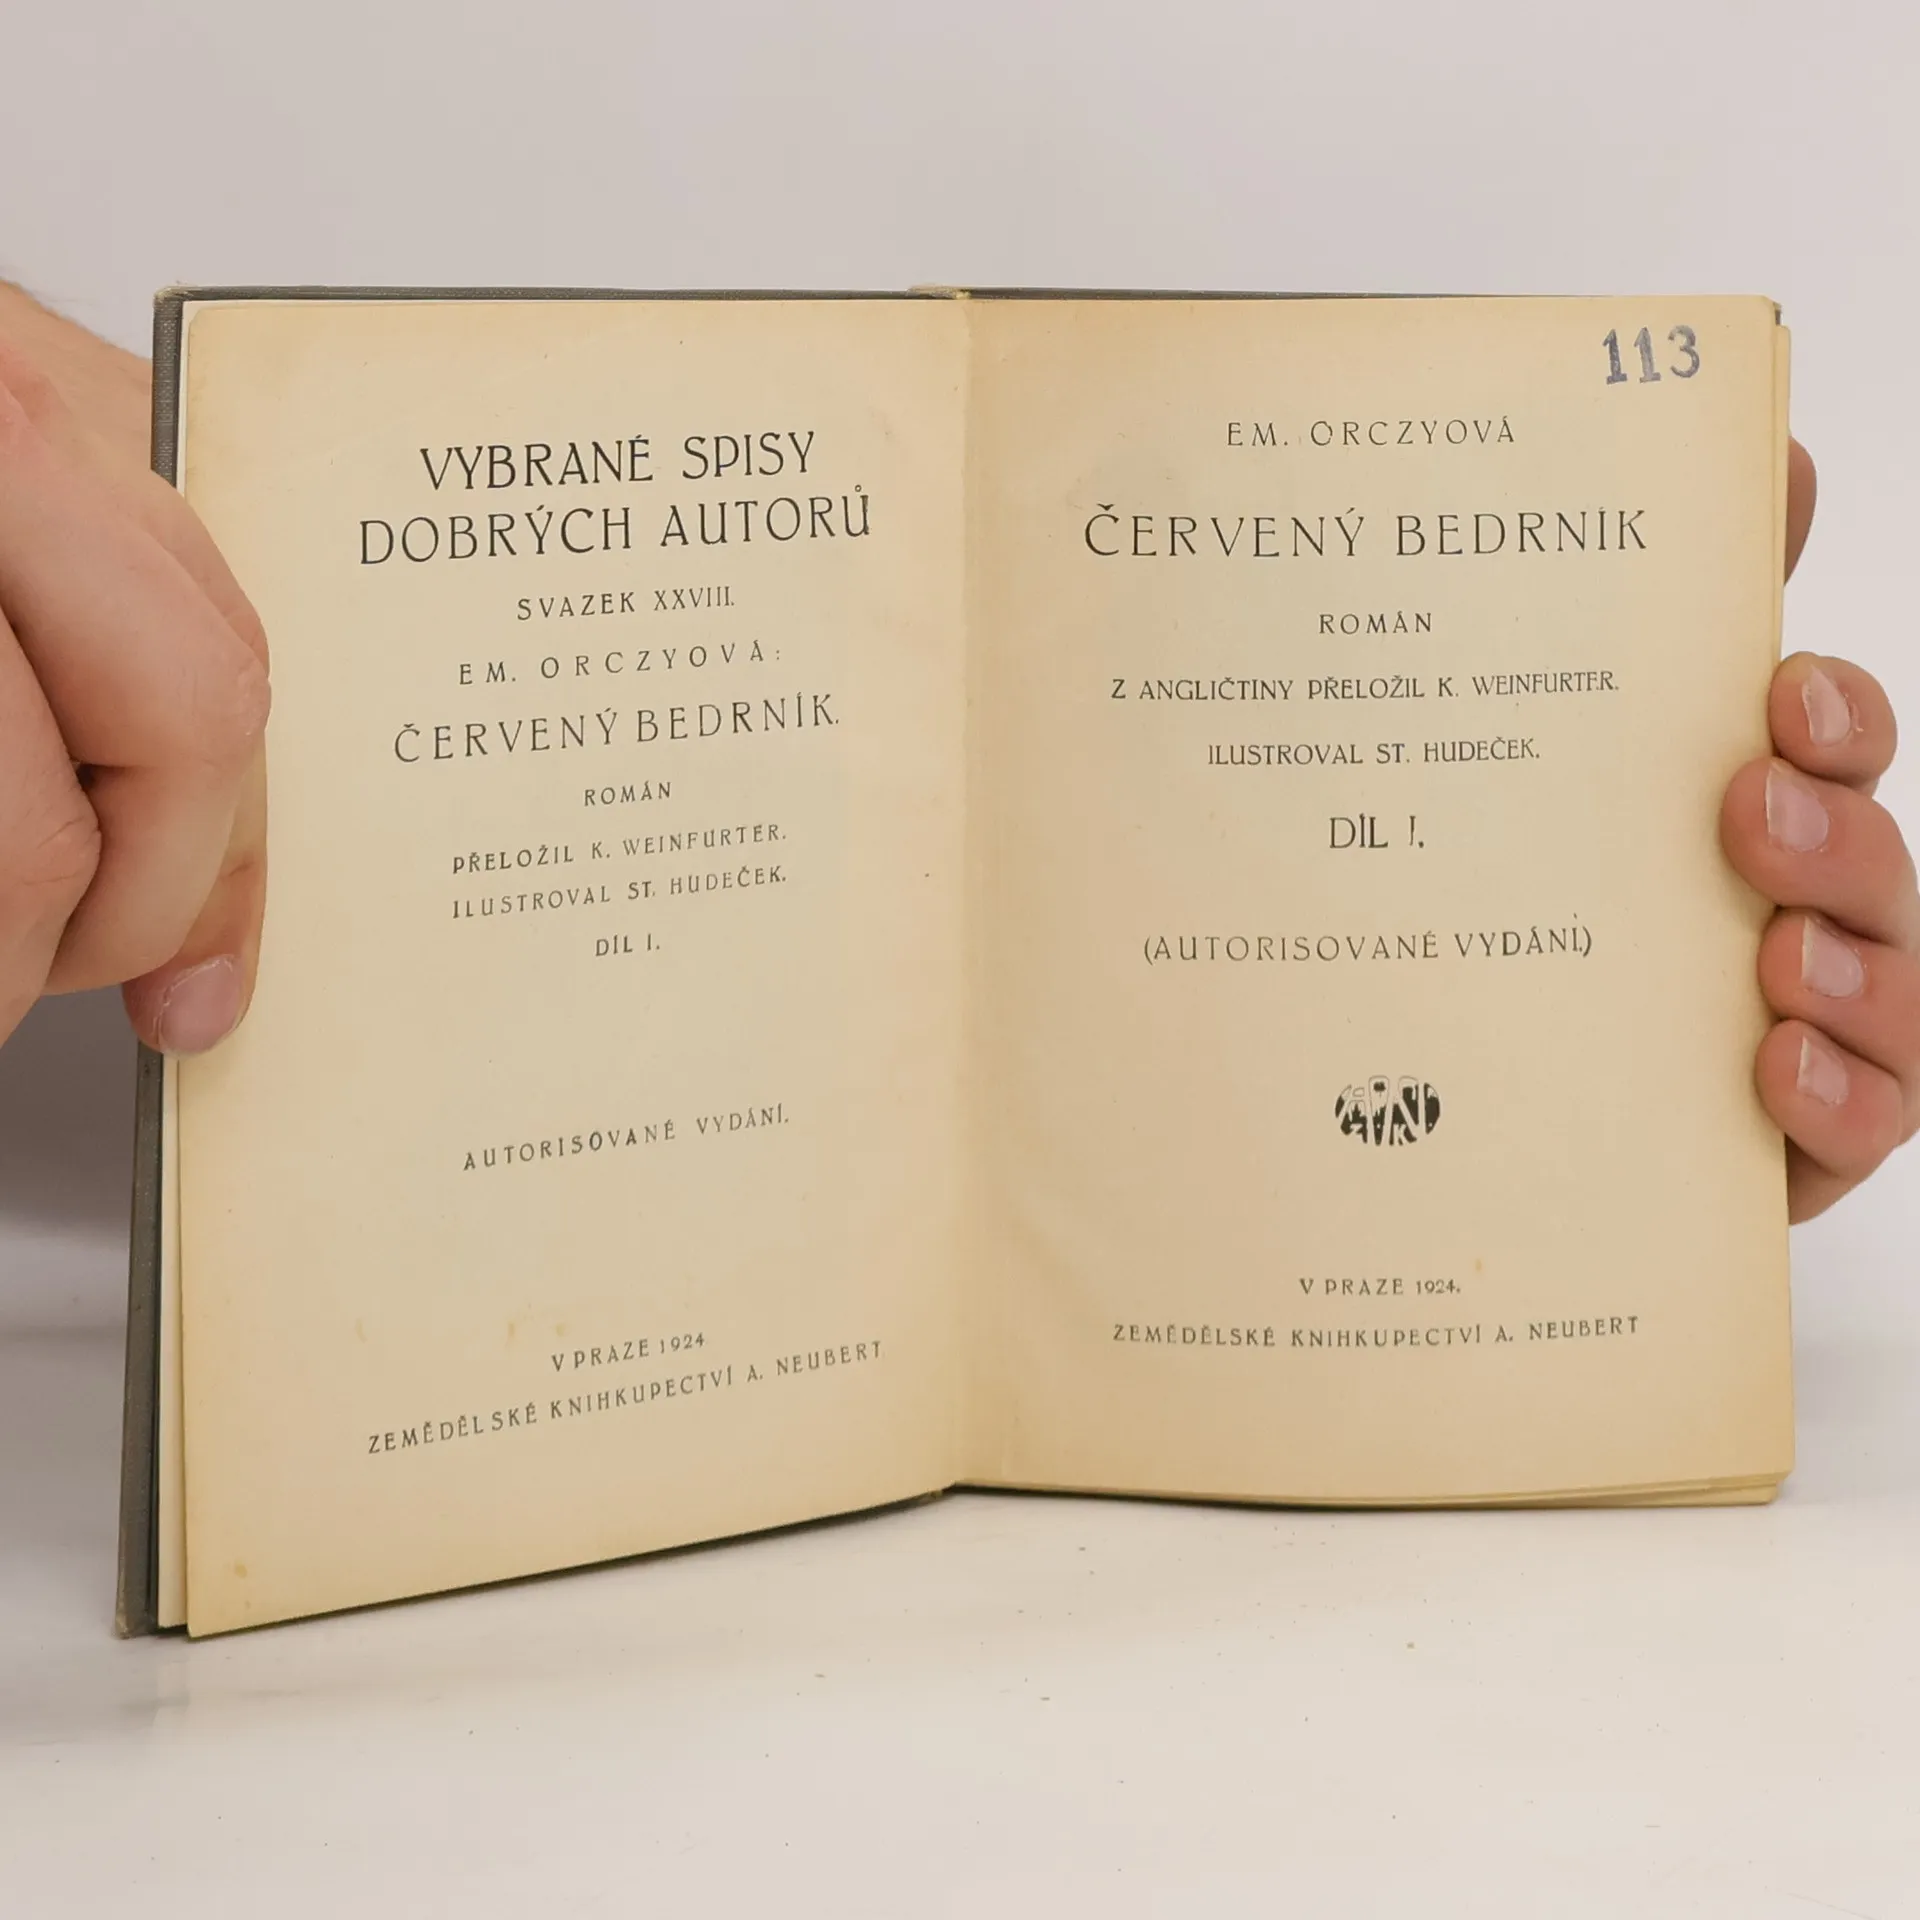 VYBRANÉ SPISY
DOBRÝCH AUTORŮ
SVAZEK XXVIII.
EM. ORCZYOVÁ:
ČERVENÝ BEDRNÍK.
ROMÁN
PŘELOŽIL K. WEINFURTER.
ILUSTROVAL ST. HUDEČEK.
DÍL I.
AUTORISOVANÉ VYDÁNÍ.
V PRAZE 1924
ZEMĚDĚLSKÉ KNIHKUPECTVÍ A. NEUBERT
113
EM. ORCZYOVÁ
ČERVENÝ BEDRNÍK
ROMÁN
Z ANGLIČTINY PŘELOŽIL K. WEINFURTER.
ILUSTROVAL ST. HUDEČEK.
DÍL I.
(AUTORISOVANÉ VYDÁNÍ.)
V PRAZE 1924.
ZEMĚDĚLSKÉ KNIHKUPECTVÍ A. NEUBERT